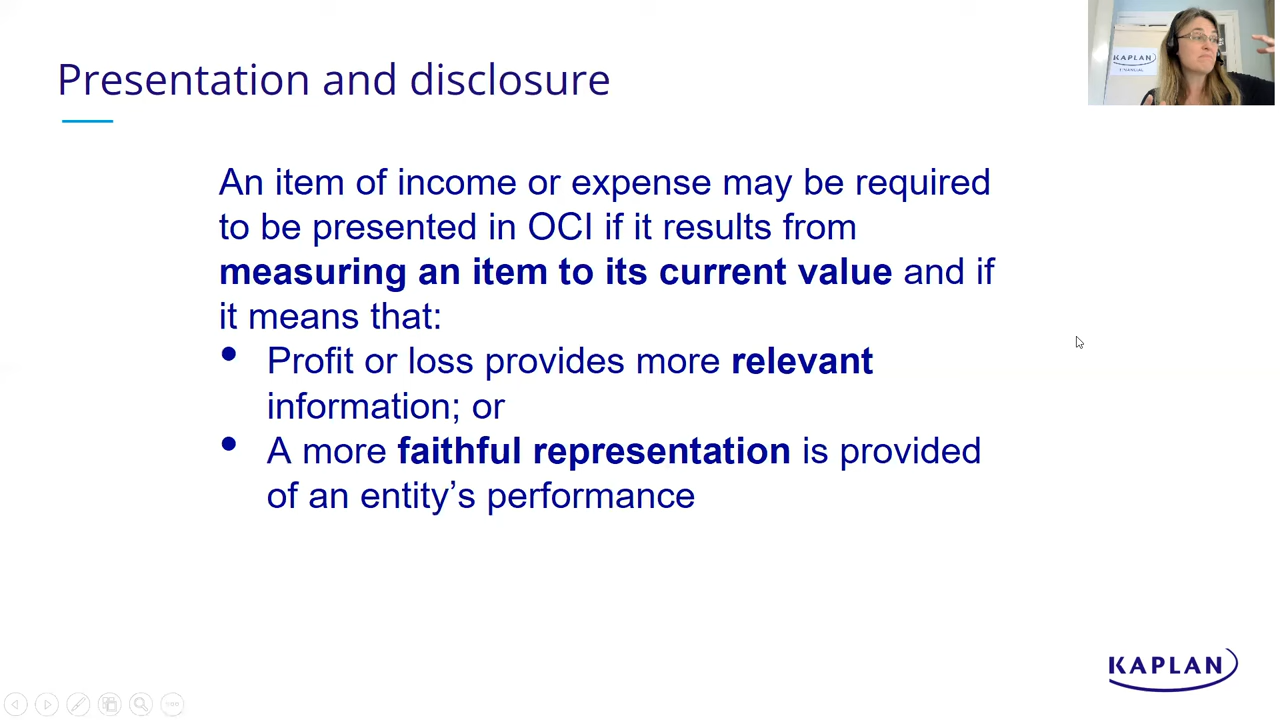 Presentation and disclosure
KAPLAN
FINANCIAL
An item of income or expense may be required
to be presented in OCI if it results from
measuring an item to its current value and if
it means that:
• Profit or loss provides more relevant
information; or
• A more faithful representation is provided
of an entity’s performance
KAPLAN